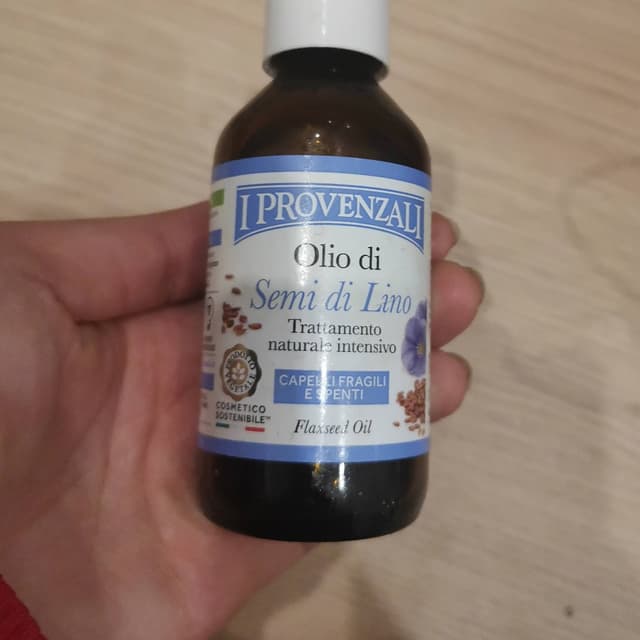 I PROVENZALI
Olio di
Semi di Lino
Trattamento
naturale intensivo
CAPELLI FRAGILI
E SPENTI
COSMETICO
SOSTENIBILE™
Flaxseed Oil